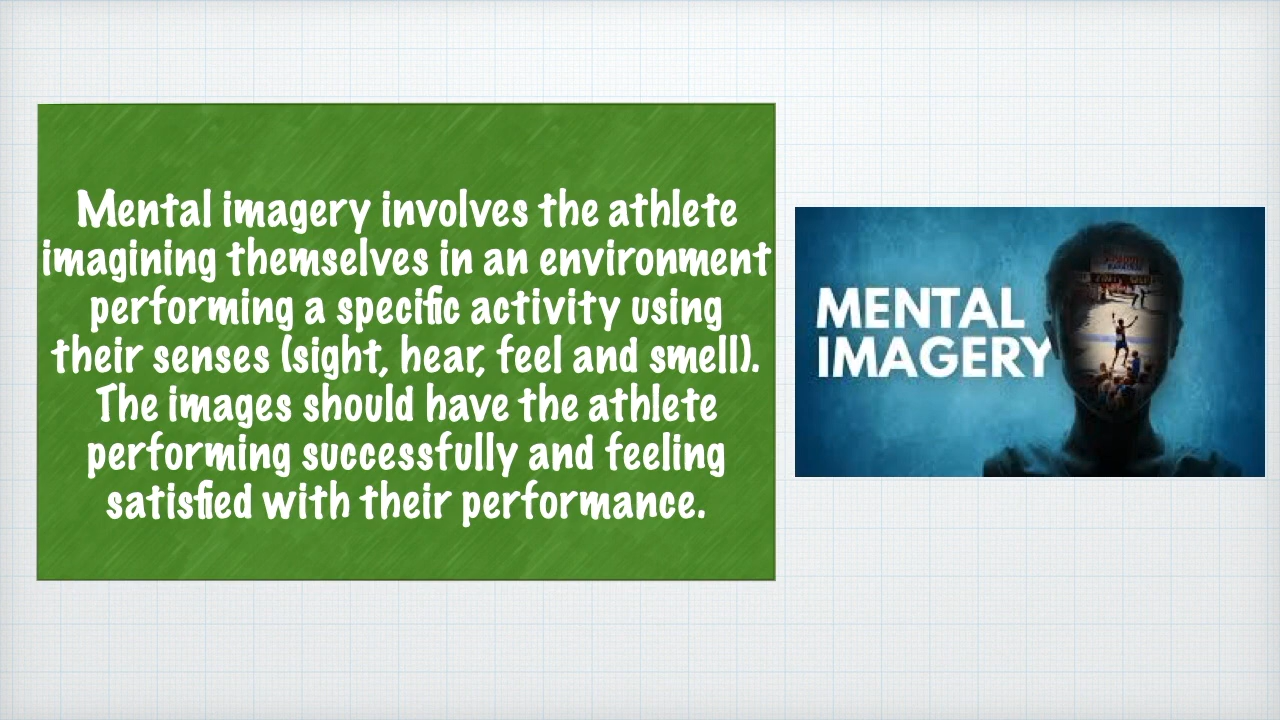 Mental imagery involves the athlete
imagining themselves in an environment
performing a specific activity using
their senses (sight, hear, feel and smell).
The images should have the athlete
performing successfully and feeling
satisfied with their performance.
MENTAL
IMAGERY